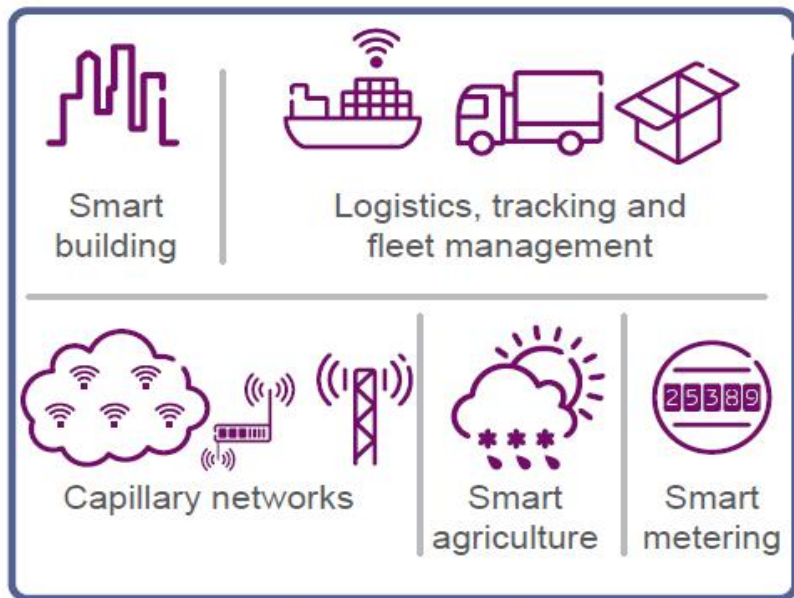 Smart
building
Logistics, tracking and
fleet management
Capillary networks
Smart
agriculture
25389
Smart
metering